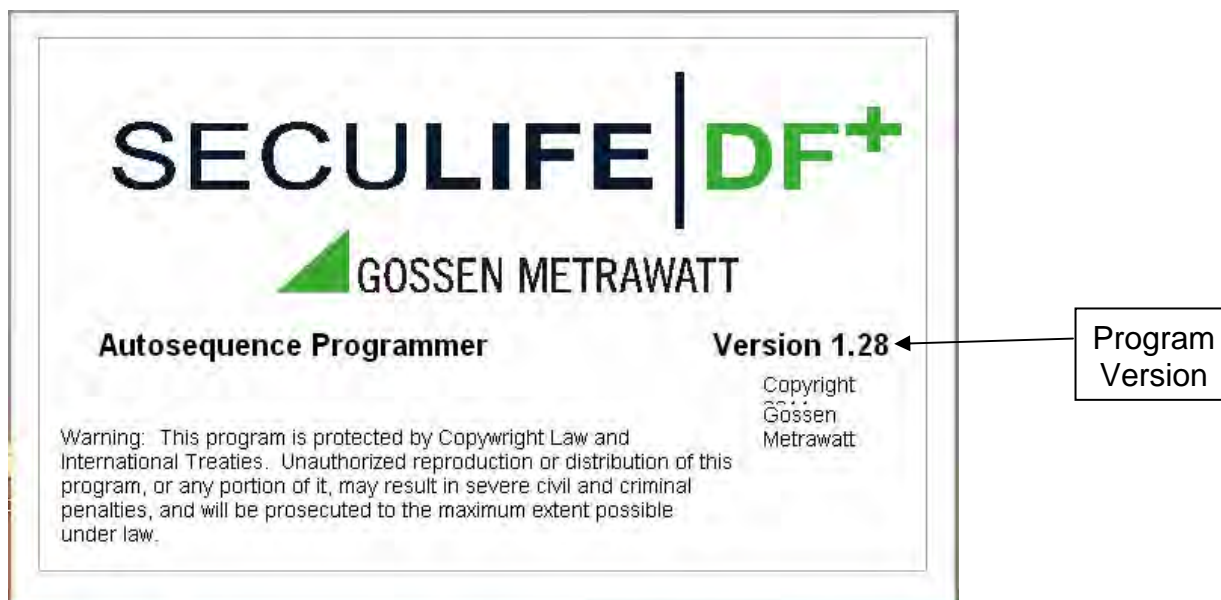 SECULIFE|DF+
GOSSEN METRAWATT
Autosequence Programmer
Version 1.28
Program
Version
Copyright
Gossen
Metrawatt
Warning: This program is protected by Copywright Law and
International Treaties. Unauthorized reproduction or distribution of this
program, or any portion of it, may result in severe civil and criminal
penalties, and will be prosecuted to the maximum extent possible
under law.